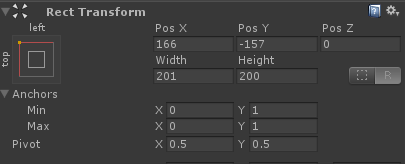 Rect Transform
left
Pos X Pos Y Pos Z
top
166 -157 0
Width Height
201 200
R
Anchors
Min X 0 Y 1
Max X 0 Y 1
Pivot X 0.5 Y 0.5